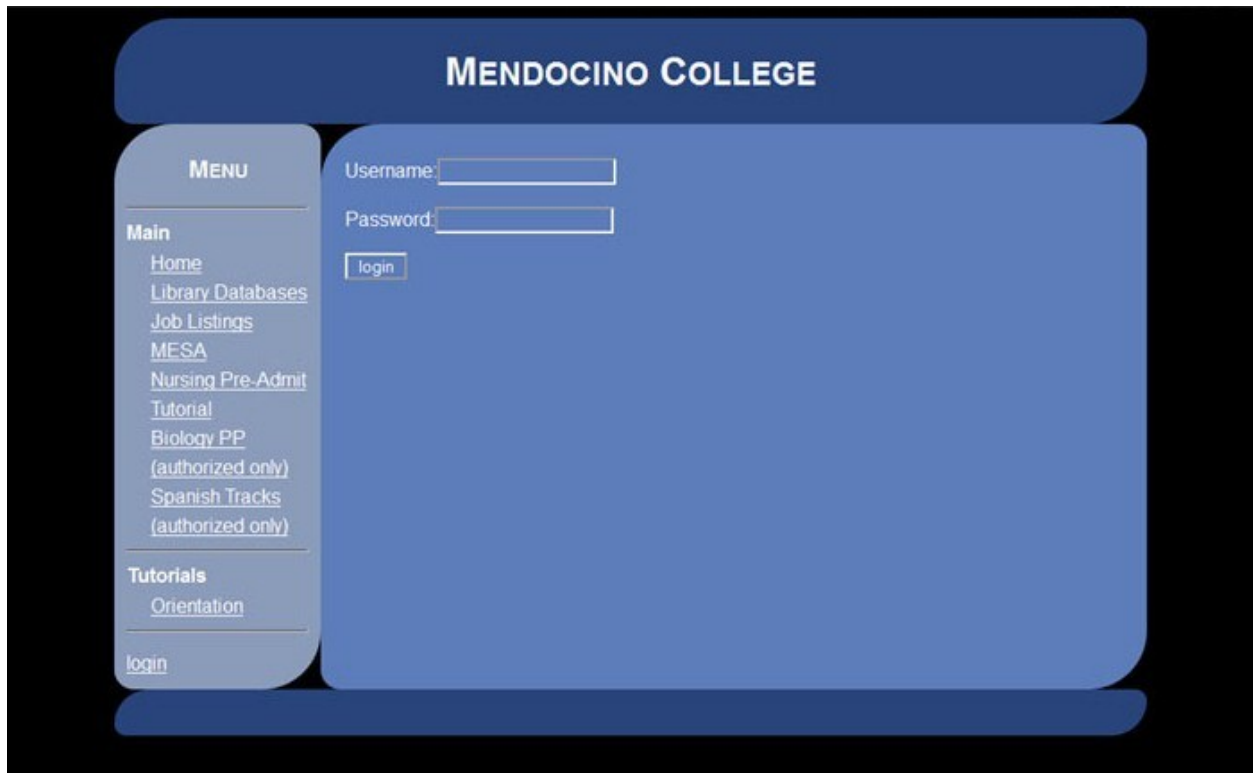 MENDOCINO COLLEGE
MENU
Main
Home
Library Databases
Job Listings
MESA
Nursing Pre-Admit
Tutorial
Biology PP
(authorized only)
Spanish Tracks
(authorized only)
Tutorials
Orientation
login
Username:
Password:
login